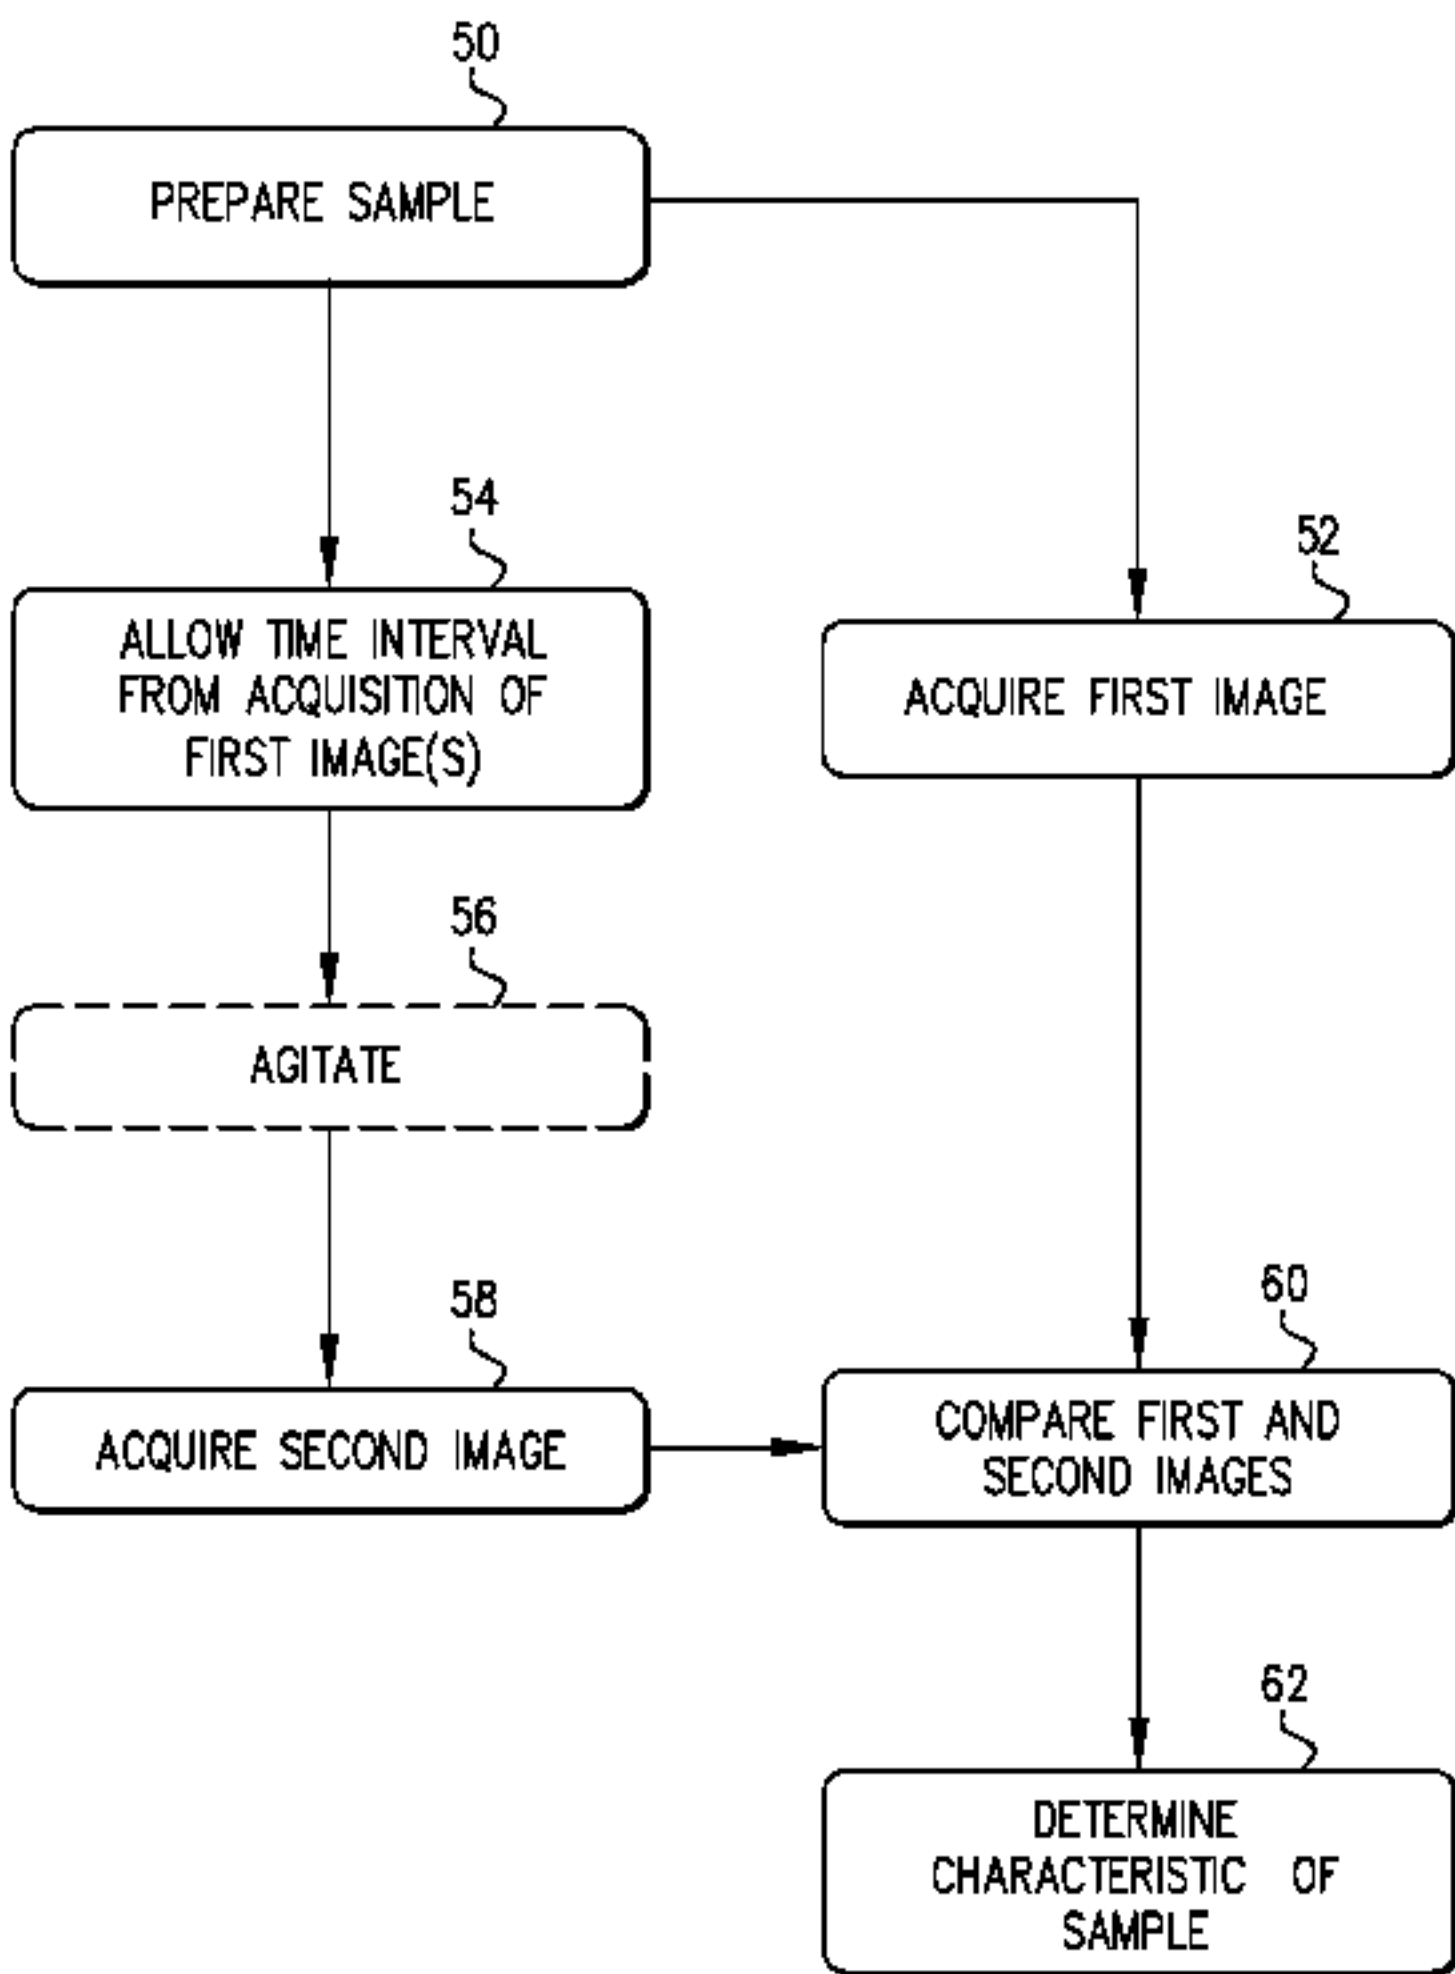 50
PREPARE SAMPLE
54
ALLOW TIME INTERVAL
FROM ACQUISITION OF
FIRST IMAGE(S)
52
ACQUIRE FIRST IMAGE
56
AGITATE
58
ACQUIRE SECOND IMAGE
60
COMPARE FIRST AND
SECOND IMAGES
62
DETERMINE
CHARACTERISTIC OF
SAMPLE